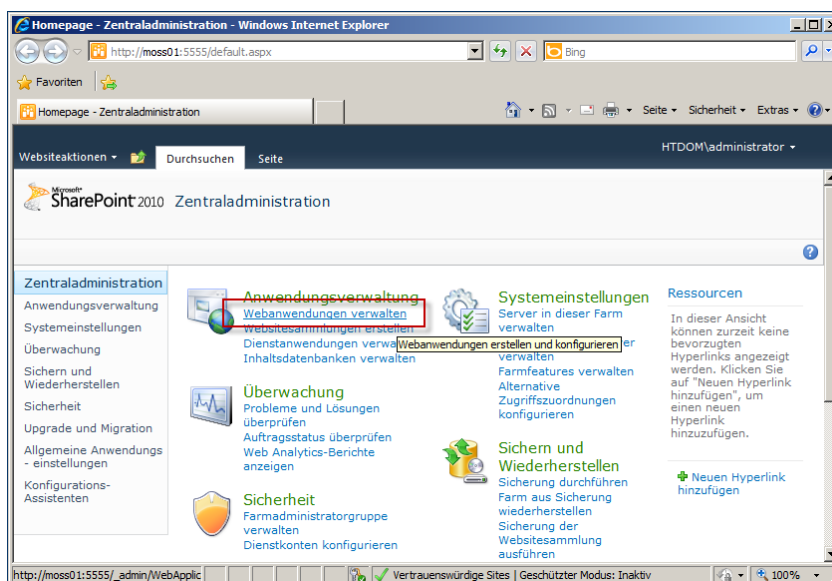 Homepage - Zentraladministration - Windows Internet Explorer
http://moss01:5555/default.aspx
Bing
Favoriten
Homepage - Zentraladministration
Seite
Sicherheit
Extras
Websiteaktionen
Durchsuchen
Seite
HTDOM\administrator
Microsoft
SharePoint 2010
Zentraladministration
Zentraladministration
Anwendungsverwaltung
Systemeinstellungen
Überwachung
Sichern und
Wiederherstellen
Sicherheit
Upgrade und Migration
Allgemeine Anwendungs
- einstellungen
Konfigurations-
Assistenten
Anwendungsverwaltung
Webanwendungen verwalten
Websitesammlungen erstellen
Dienstanwendungen verwa
Inhaltsdatenbanken verwalten
Webanwendungen erstellen und konfigurieren
Überwachung
Probleme und Lösungen
überprüfen
Auftragsstatus überprüfen
Web Analytics-Berichte
anzeigen
Sicherheit
Farmadministratorgruppe
verwalten
Dienstkonten konfigurieren
Systemeinstellungen
Server in dieser Farm
verwalten
er
verwalten
Farmfeatures verwalten
Alternative
Zugriffszuordnungen
konfigurieren
Sichern und
Wiederherstellen
Sicherung durchführen
Farm aus Sicherung
wiederherstellen
Sicherung der
Websitesammlung
ausführen
Ressourcen
In dieser Ansicht
können zurzeit keine
bevorzugten
Hyperlinks angezeigt
werden. Klicken Sie
auf "Neuen Hyperlink
hinzufügen", um
einen neuen
Hyperlink
hinzuzufügen.
Neuen Hyperlink
hinzufügen
http://moss01:5555/_admin/WebApplic
Vertrauenswürdige Sites | Geschützter Modus: Inaktiv
100%